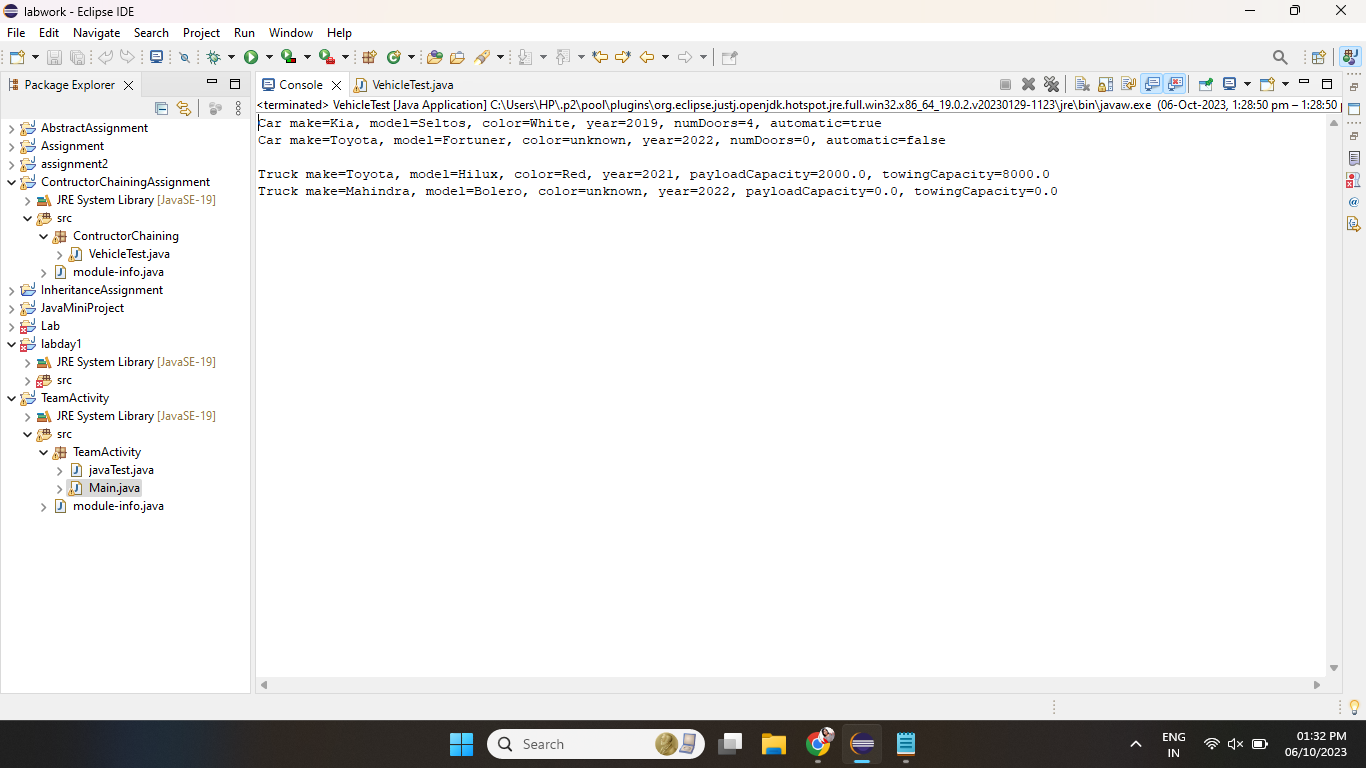 labwork - Eclipse IDE
File Edit Navigate Search Project Run Window Help
Package Explorer
Console
VehicleTest.java
<terminated> VehicleTest [Java Application] C:\Users\HP\.p2\pool\plugins\org.eclipse.justj.openjdk.hotspot.jre.full.win32.x86_64_19.0.2.v20230129-1123\jre\bin\javaw.exe (06-Oct-2023, 1:28:50 pm – 1:28:50
Car make=Kia, model=Seltos, color=White, year=2019, numDoors=4, automatic=true
Car make=Toyota, model=Fortuner, color=unknown, year=2022, numDoors=0, automatic=false
Truck make=Toyota, model=Hilux, color=Red, year=2021, payloadCapacity=2000.0, towingCapacity=8000.0
Truck make=Mahindra, model=Bolero, color=unknown, year=2022, payloadCapacity=0.0, towingCapacity=0.0
AbstractAssignment
Assignment
assignment2
ContructorChainingAssignment
JRE System Library [JavaSE-19]
src
ContructorChaining
VehicleTest.java
module-info.java
InheritanceAssignment
JavaMiniProject
Lab
labday1
JRE System Library [JavaSE-19]
src
TeamActivity
JRE System Library [JavaSE-19]
src
TeamActivity
javaTest.java
Main.java
module-info.java
Search
ENG
IN
01:32 PM
06/10/2023